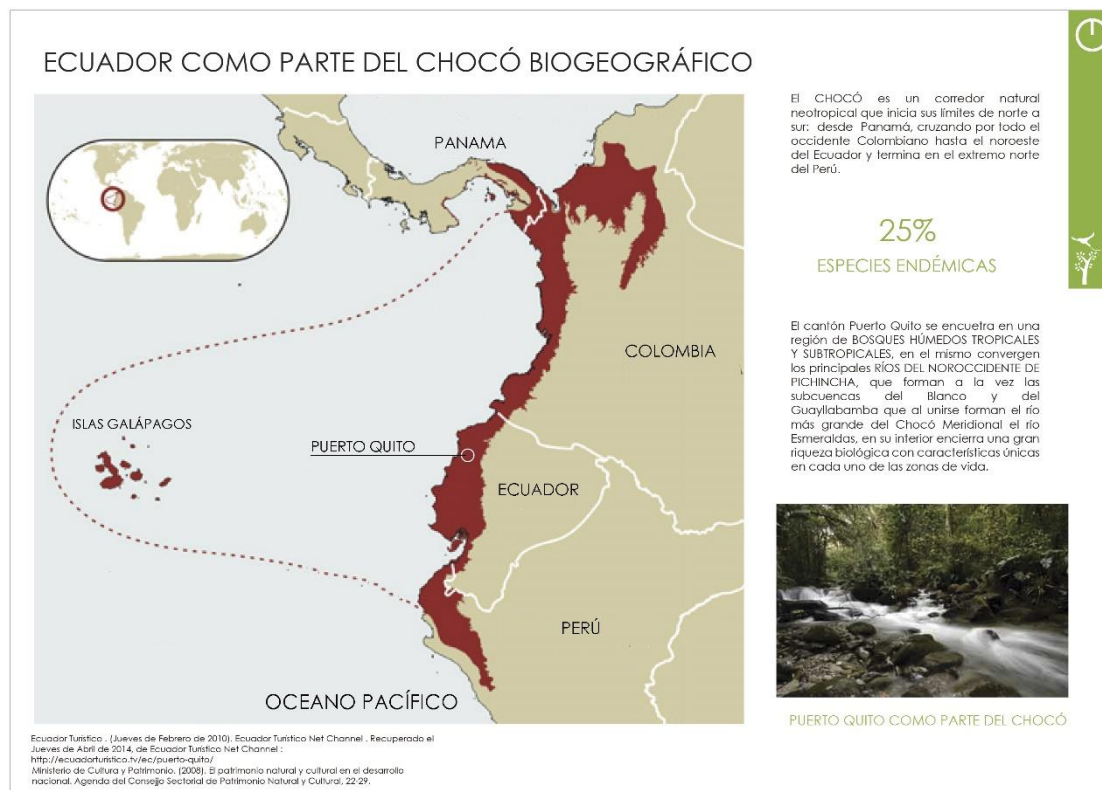 ECUADOR COMO PARTE DEL CHOCÓ BIOGEOGRÁFICO
PANAMA
COLOMBIA
ISLAS GALÁPAGOS
PUERTO QUITO
ECUADOR
PERÚ
OCEANO PACÍFICO
El CHOCÓ es un corredor natural
neotropical que inicia sus límites de norte a
sur: desde Panamá, cruzando por todo el
occidente Colombiano hasta el noroeste
del Ecuador y termina en el extremo norte
del Perú.
25%
ESPECIES ENDÉMICAS
El cantón Puerto Quito se encuetra en una
región de BOSQUES HÚMEDOS TROPICALES
Y SUBTROPICALES, en el mismo convergen
los principales RÍOS DEL NOROCCIDENTE DE
PICHINCHA, que forman a la vez las
subcuencas del Blanco y del
Guayllabamba que al unirse forman el río
más grande del Chocó Meridional el río
Esmeraldas, en su interior encierra una gran
riqueza biológica con características únicas
en cada uno de las zonas de vida.
PUERTO QUITO COMO PARTE DEL CHOCÓ
Ecuador Turístico . (Jueves de Febrero de 2010). Ecuador Turístico Net Channel . Recuperado el
Jueves de Abril de 2014, de Ecuador Turístico Net Channel :
http://ecuadorturistico.tv/ec/puerto-quito/
Ministerio de Cultura y Patrimonio. (2008). El patrimonio natural y cultural en el desarrollo
nacional. Agenda del Consejjo Sectorial de Patrimonio Natural y Cultural, 22-29.